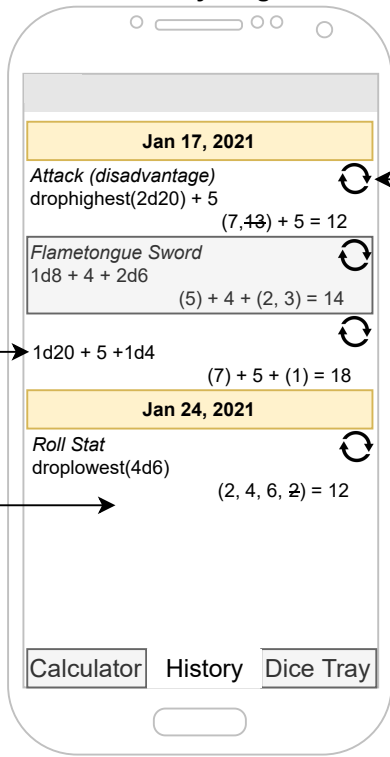 Jan 17, 2021
Attack (disadvantage)
drophighest(2d20) + 5
(7,13) + 5 = 12
Flametongue Sword
1d8 + 4 + 2d6
(5) + 4 + (2, 3) = 14
1d20 + 5 +1d4
(7) + 5 + (1) = 18
Jan 24, 2021
Roll Stat
droplowest(4d6)
(2, 4, 6, 2) = 12
Calculator History Dice Tray